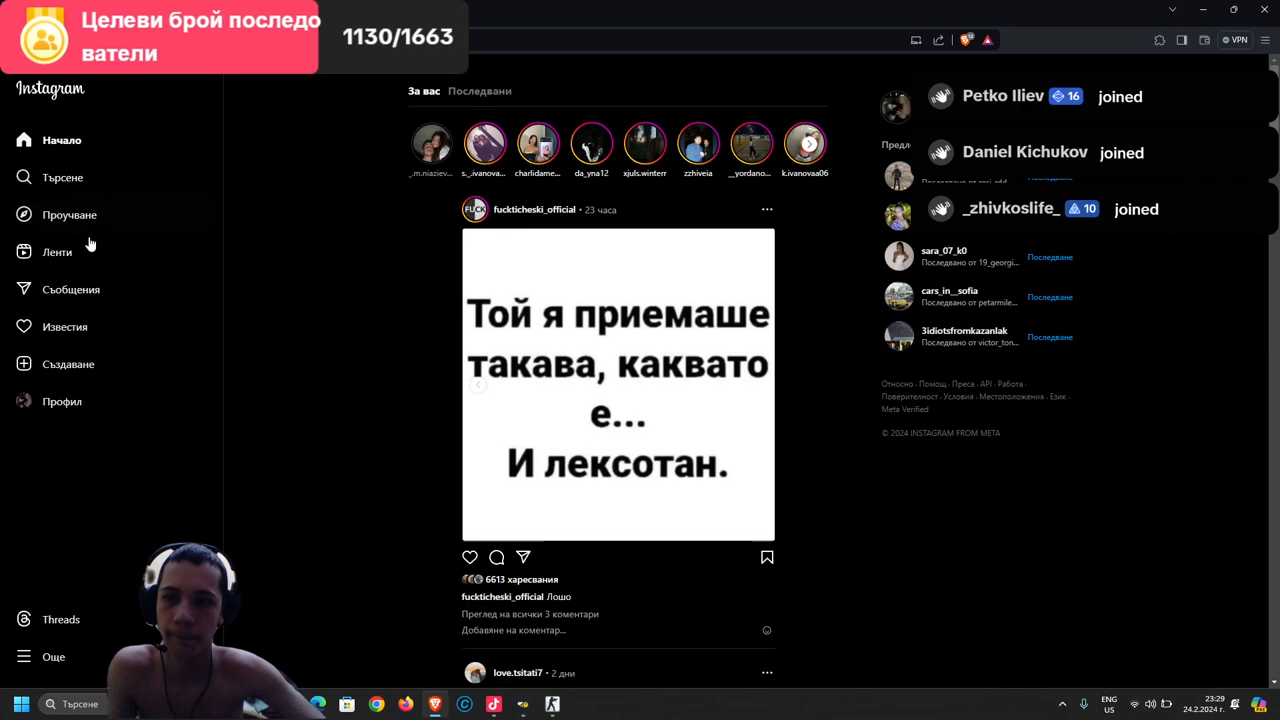 Целеви брой последо
ватели
1130/1663
VPN
Instagram
Начало
Търсене
Проучване
Ленти
Съобщения
Известия
Създаване
Профил
Threads
Още
За вас Последвани
_.m.niaziev... s._.ivanova... charlidame... da_yna12 xjuls.winterr zzhiveia __yordano... k.ivanovaa06
fuckticheski_official • 23 часа
FUCK
Той я приемаше
такава, каквато
е...
И лексотан.
6613 харесвания
fuckticheski_official Лошо
Преглед на всички 3 коментари
Добавяне на коментар...
love.tsitati7 • 2 дни
Petko Iliev 16 joined
Daniel Kichukov joined
_zhivkoslife_ 10 joined
sara_07_k0
Последвано от 19_georgi...
Последване
cars_in__sofia
Последвано от petarmile...
Последване
3idiotsfromkazanlak
Последвано от victor_ton...
Последване
Относно · Помощ · Преса · API · Работа ·
Поверителност · Условия · Местоположения · Език ·
Meta Verified
© 2024 INSTAGRAM FROM META
Търсене
ENG
US
23:29
24.2.2024 г.